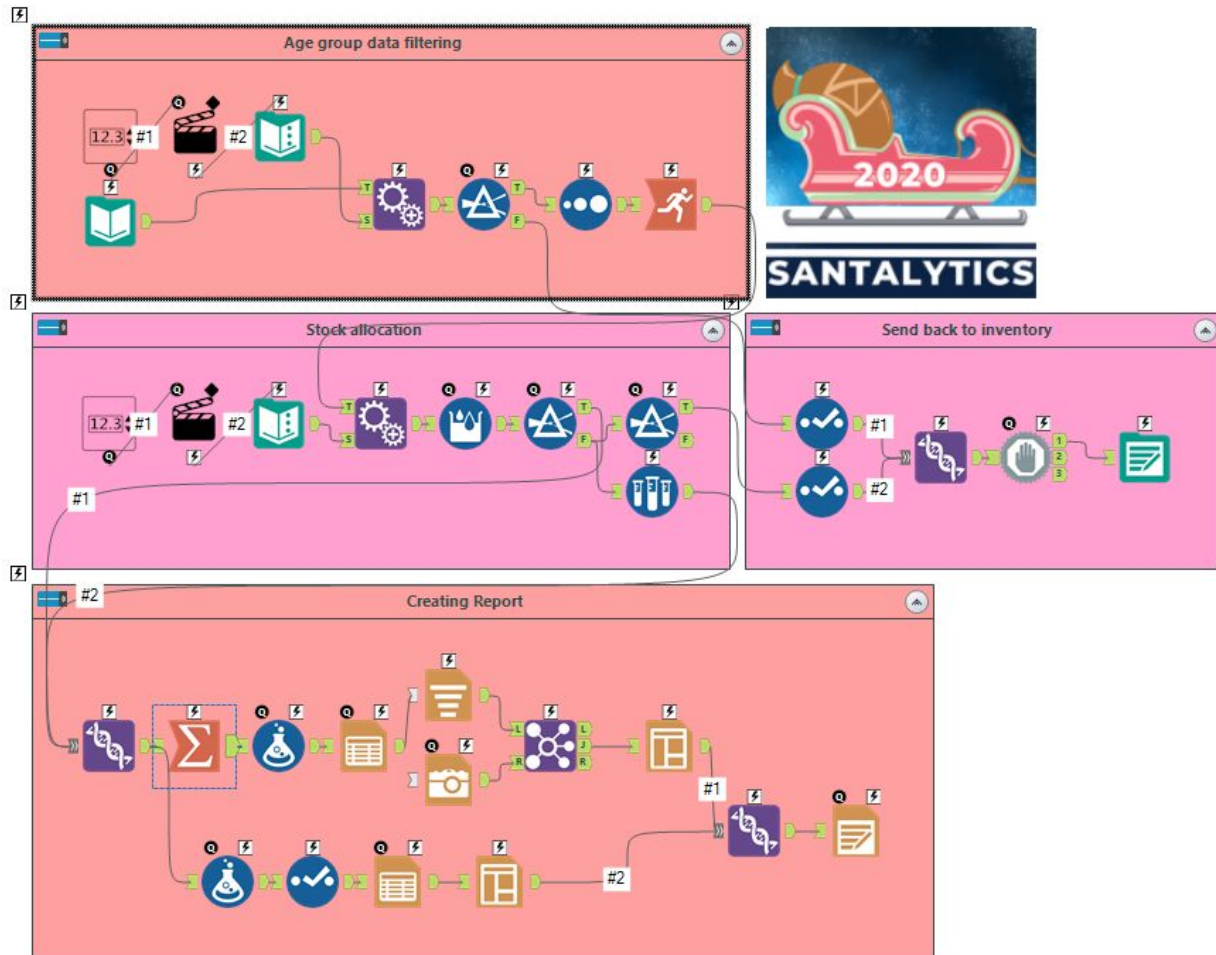 Age group data filtering
12.3
#1
Q
#2
Q
T
S
Q
T
F
2020
SANTALYTICS
Stock allocation
12.3
#1
Q
#2
Q
T
S
Q
Q
T
F
Q
T
F
#1
Send back to inventory
#1
#2
Q
1
2
3
#2
Creating Report
Q
Q
Q
L
R
L
J
R
#1
Q
Q
Q
#2